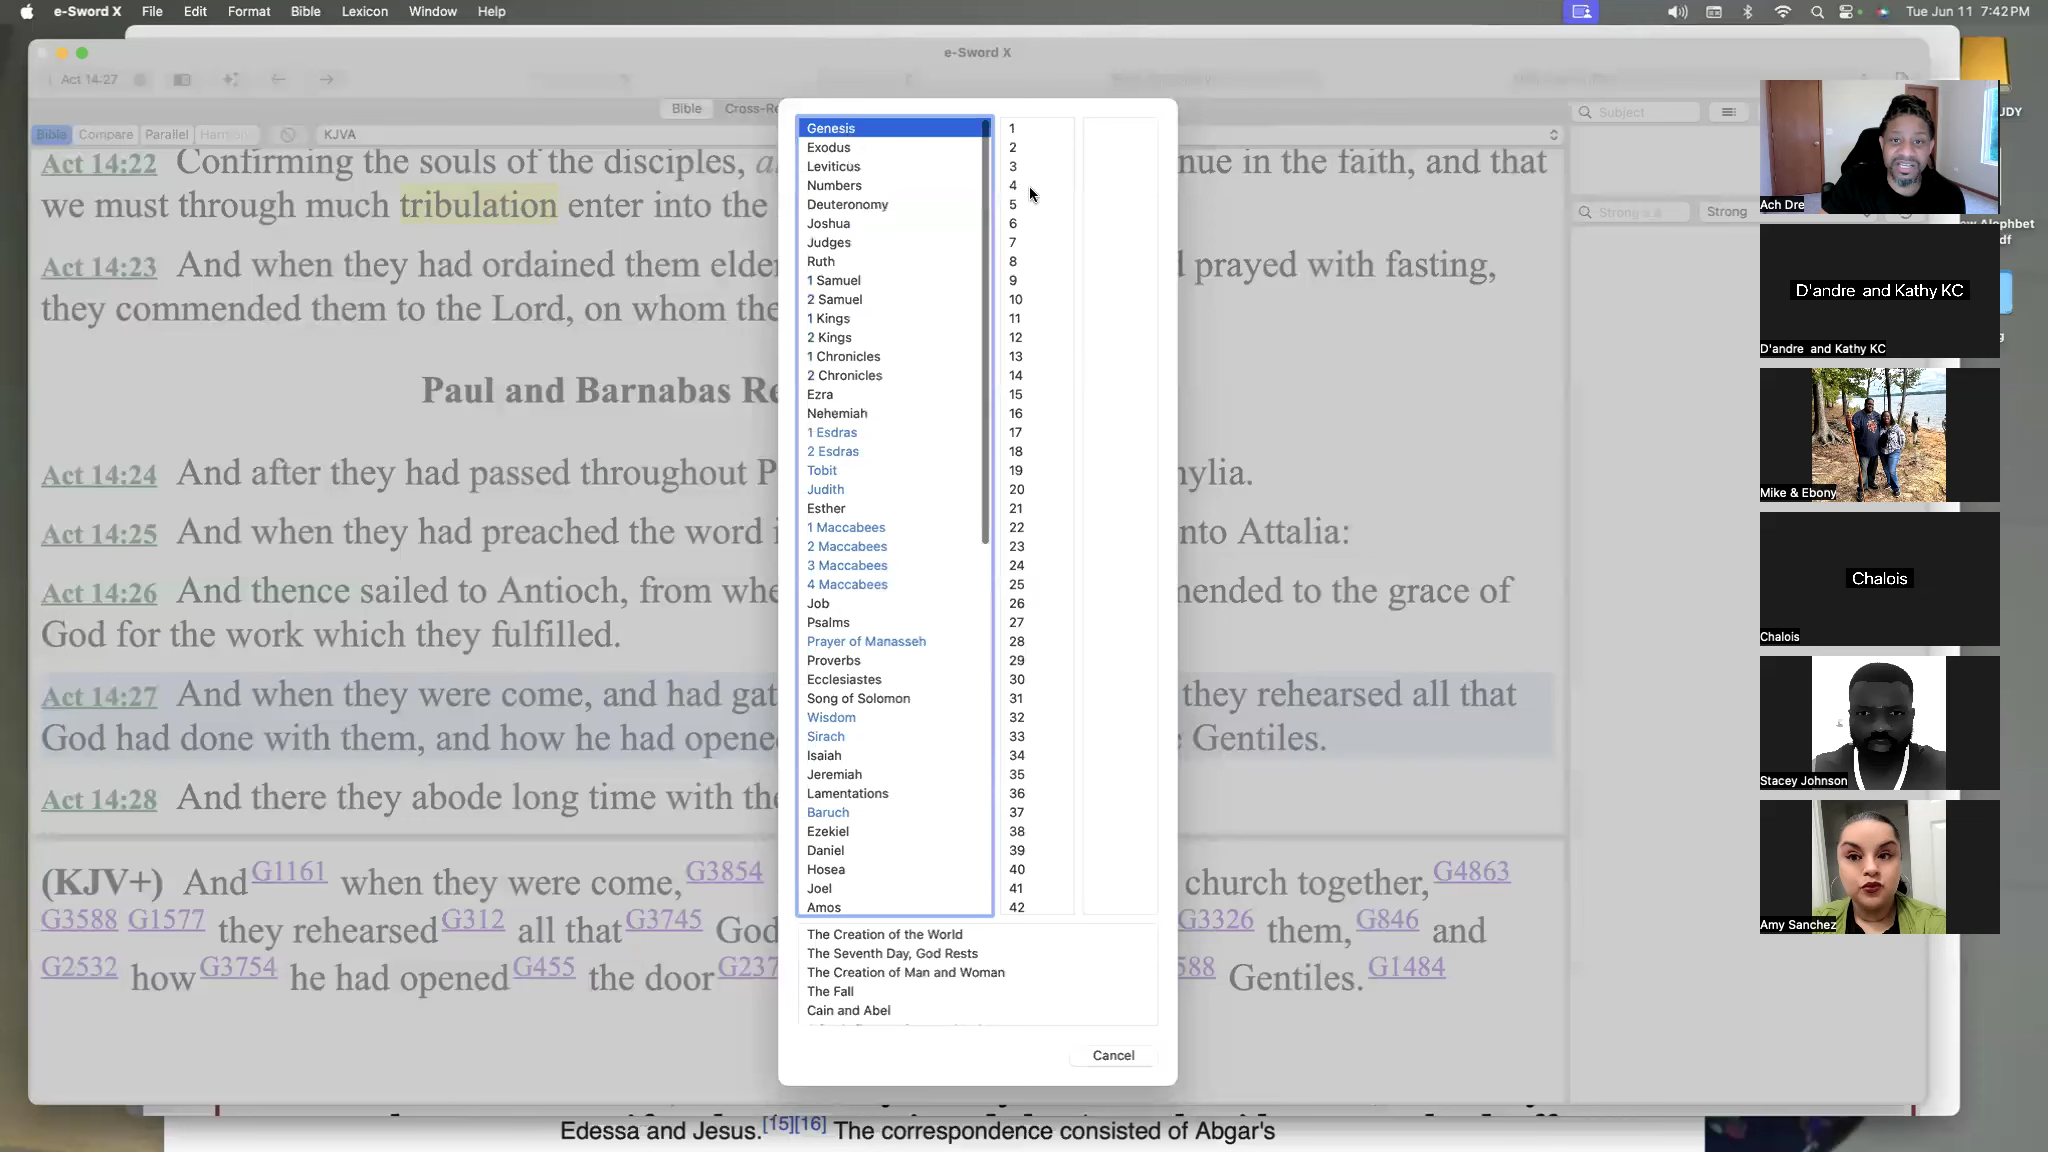 e-Sword X File Edit Format Bible Lexicon Window Help
Tue Jun 11 7:42 PM
e-Sword X
Act 14:27
Bible Cross-Re
Subject
Bible Compare Parallel Harmony KJVA
Act 14:22 Confirming the souls of the disciples, nue in the faith, and that
we must through much tribulation enter into the
Strong
Act 14:23 And when they had ordained them elder prayed with fasting,
they commended them to the Lord, on whom the
Paul and Barnabas Re
Act 14:24 And after they had passed throughout P hylia.
Act 14:25 And when they had preached the word i nto Attalia:
Act 14:26 And thence sailed to Antioch, from whe mended to the grace of
God for the work which they fulfilled.
Act 14:27 And when they were come, and had gat they rehearsed all that
God had done with them, and how he had opene Gentiles.
Act 14:28 And there they abode long time with the
(KJV+) And G1161 when they were come, G3854 church together, G4863
G3588 G1577 they rehearsed G312 all that G3745 God G3326 them, G846 and
G2532 how G3754 he had opened G455 the door G237 588 Gentiles. G1484
Genesis
Exodus
Leviticus
Numbers
Deuteronomy
Joshua
Judges
Ruth
1 Samuel
2 Samuel
1 Kings
2 Kings
1 Chronicles
2 Chronicles
Ezra
Nehemiah
1 Esdras
2 Esdras
Tobit
Judith
Esther
1 Maccabees
2 Maccabees
3 Maccabees
4 Maccabees
Job
Psalms
Prayer of Manasseh
Proverbs
Ecclesiastes
Song of Solomon
Wisdom
Sirach
Isaiah
Jeremiah
Lamentations
Baruch
Ezekiel
Daniel
Hosea
Joel
Amos
1
2
3
4
5
6
7
8
9
10
11
12
13
14
15
16
17
18
19
20
21
22
23
24
25
26
27
28
29
30
31
32
33
34
35
36
37
38
39
40
41
42
The Creation of the World
The Seventh Day, God Rests
The Creation of Man and Woman
The Fall
Cain and Abel
Cancel
Edessa and Jesus.[15][16] The correspondence consisted of Abgar's
Ach Dre
D'andre and Kathy KC
D'andre and Kathy KC
Mike & Ebony
Chalois
Chalois
Stacey Johnson
Amy Sanchez
UDY
ew Alophbet
df
g